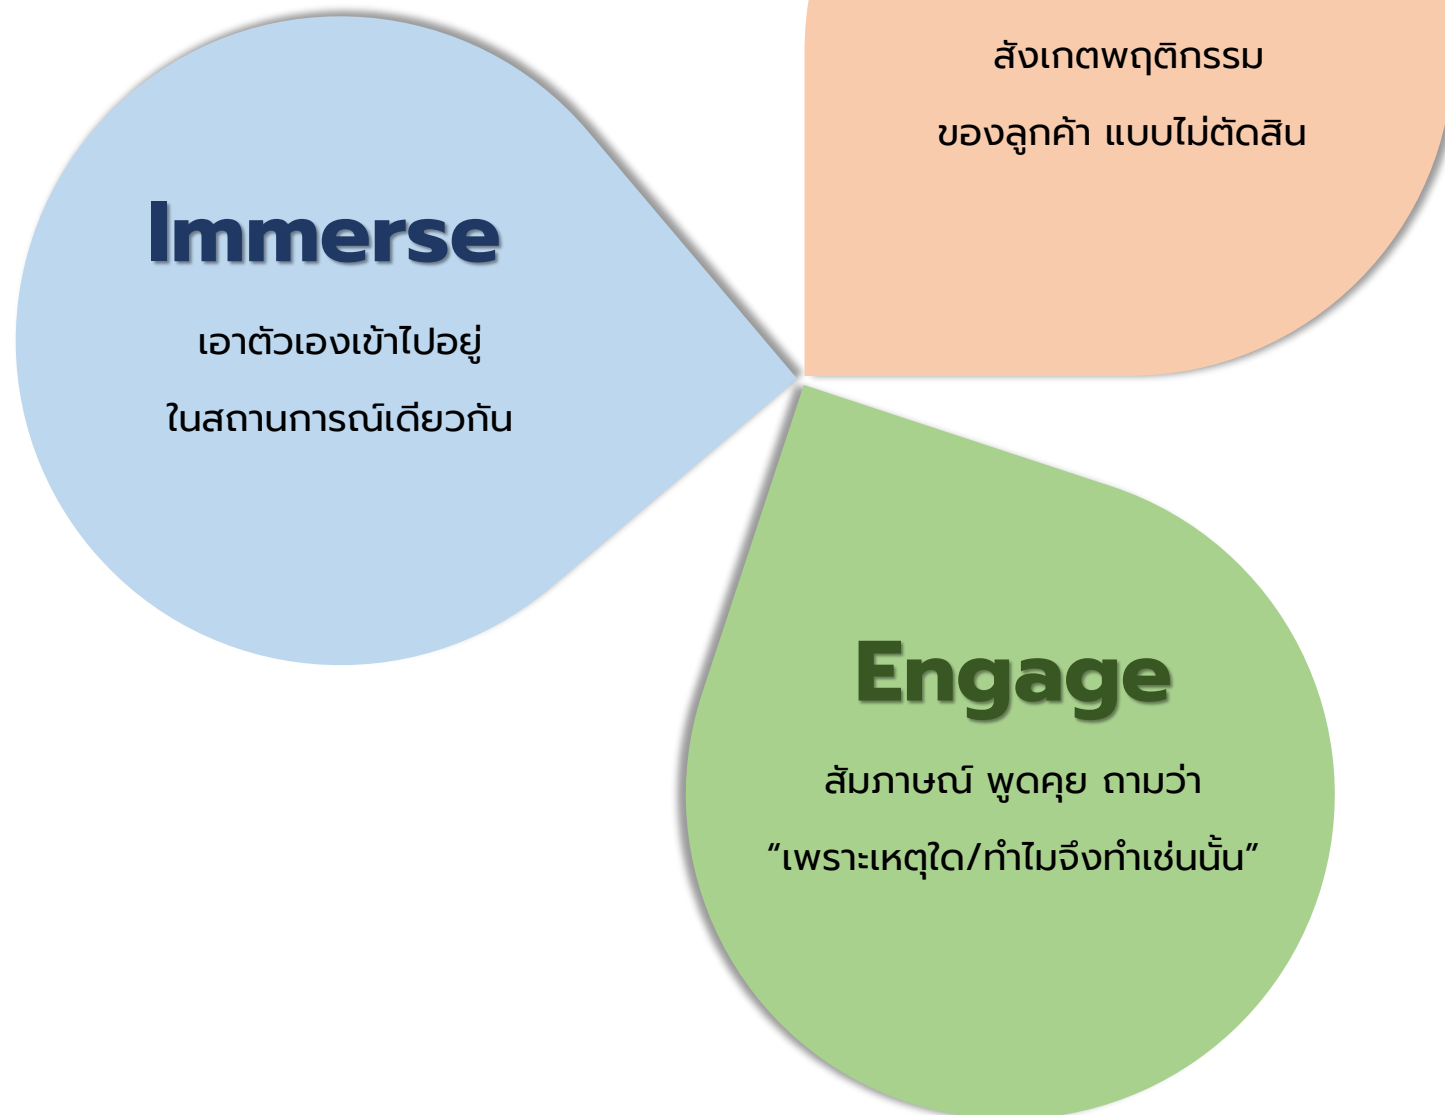 สังเกตพฤติกรรม
ของลูกค้า แบบไม่ตัดสิน
Immerse
เอาตัวเองเข้าไปอยู่
ในสถานการณ์เดียวกัน
Engage
สัมภาษณ์ พูดคุย ถามว่า
“เพราะเหตุใด/ทำไมจึงทำเช่นนั้น”